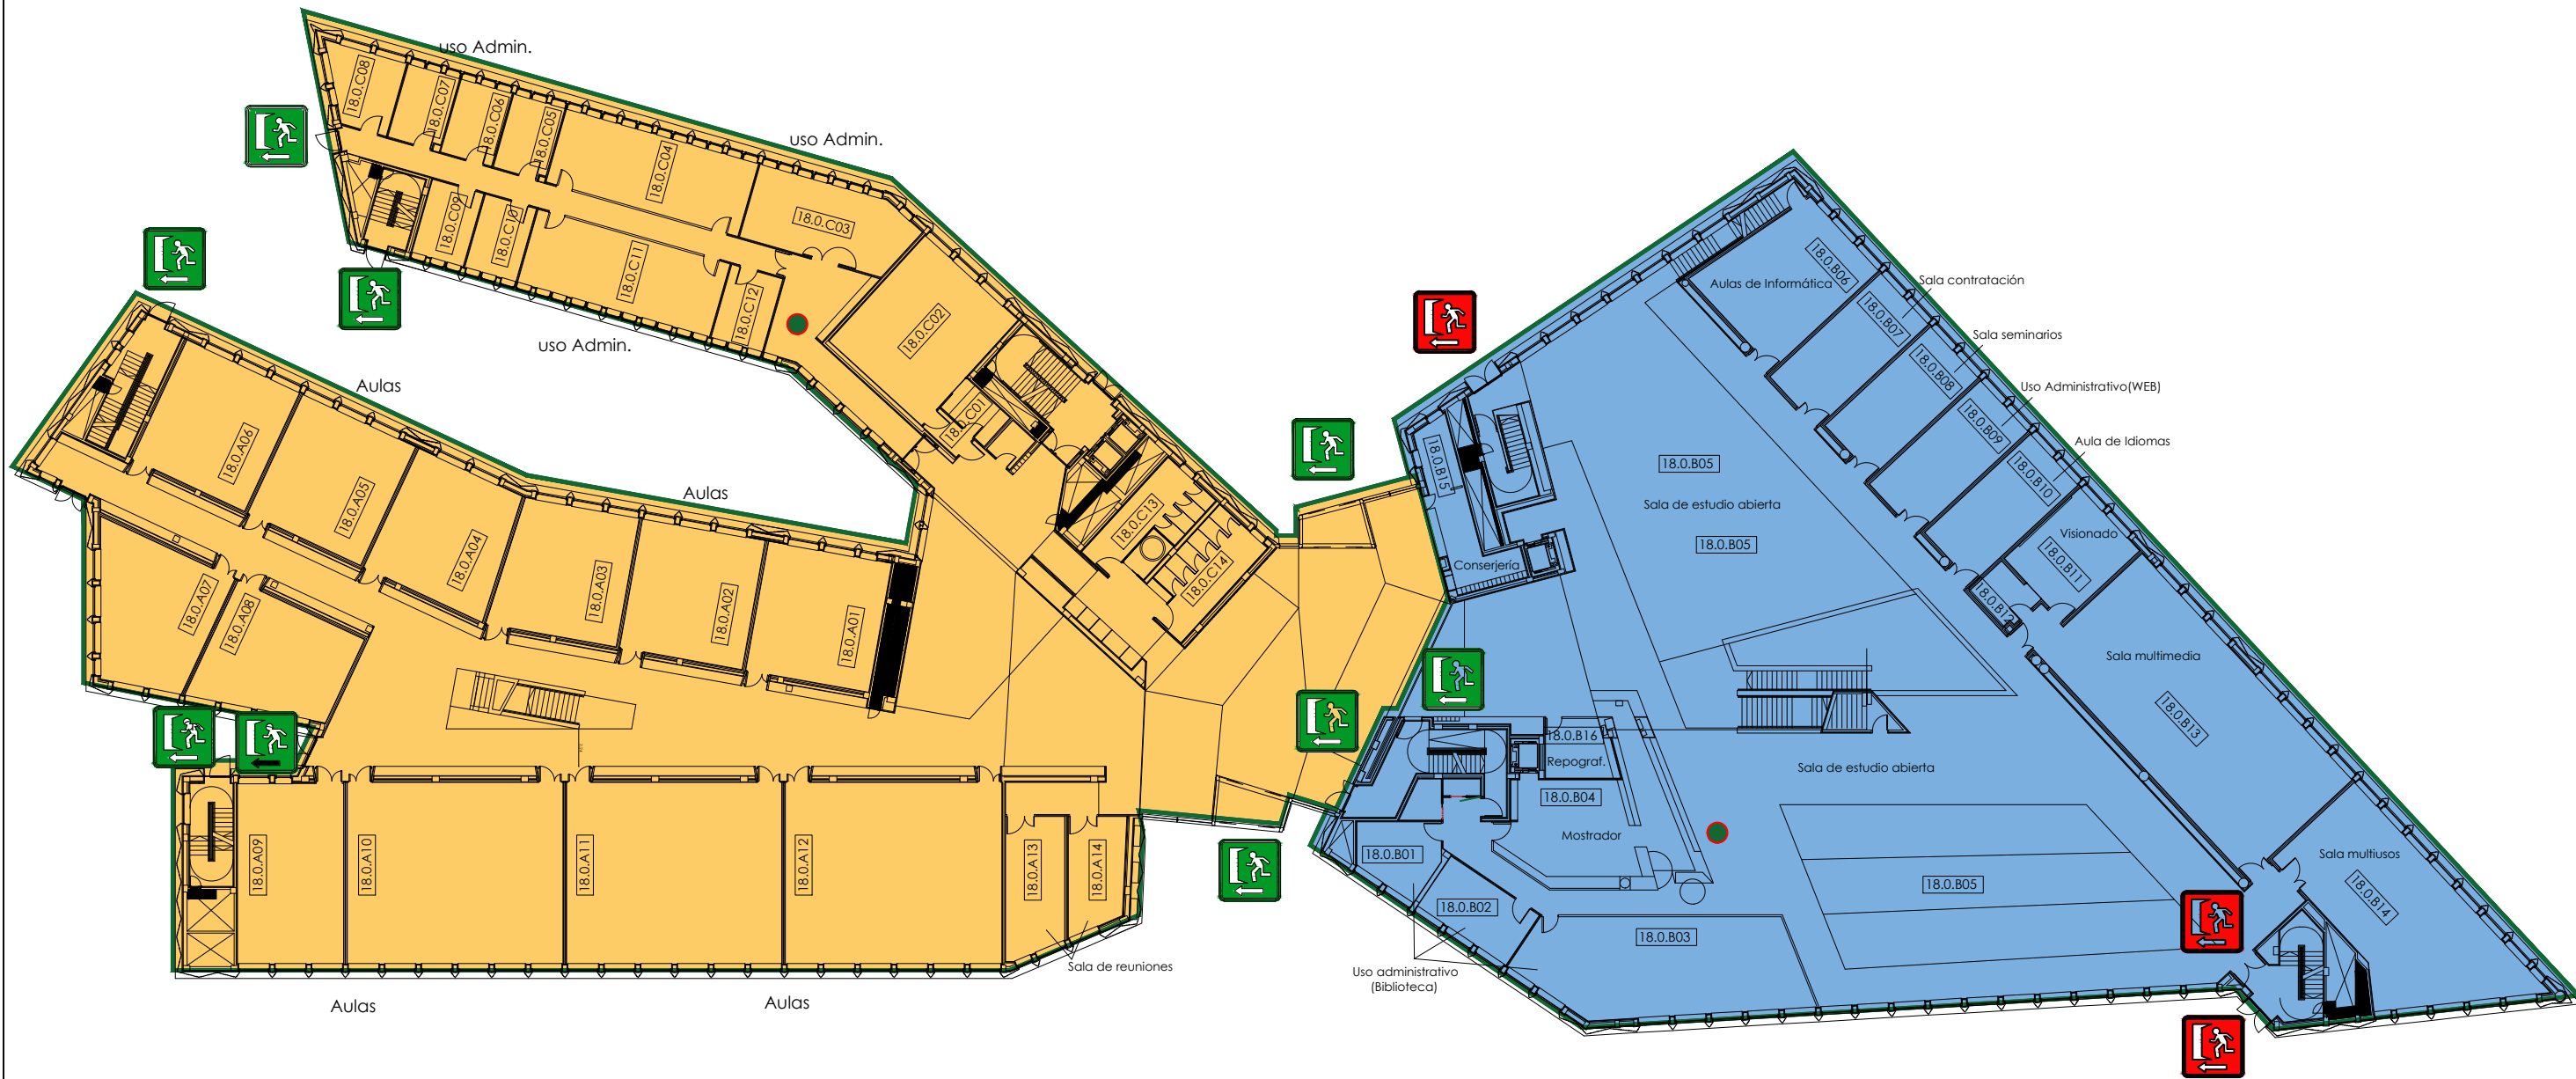 uso Admin.
18.0.C08
18.0.C07
18.0.C06
18.0.C05
18.0.C04
uso Admin.
18.0.C03
18.0.C09
18.0.C10
18.0.C11
18.0.C12
18.0.C02
18.0.C01
uso Admin.
Aulas
18.0.A06
18.0.A05
18.0.A04
18.0.A03
18.0.A02
18.0.A01
Aulas
18.0.C13
18.0.C14
18.0.A07
18.0.A08
18.0.A09
18.0.A10
18.0.A11
18.0.A12
18.0.A13
18.0.A14
Sala de reuniones
Aulas
Aulas
18.0.B06
Aulas de Informática
Sala contratación
18.0.B07
Sala seminarios
18.0.B08
Uso Administrativo(WEB)
18.0.B09
Aula de Idiomas
18.0.B10
Visionado
18.0.B11
18.0.B12
18.0.B15
18.0.B05
Sala de estudio abierta
18.0.B05
Conserjería
Sala multimedia
18.0.B13
18.0.B16
Repograf.
Sala de estudio abierta
18.0.B04
Mostrador
18.0.B01
18.0.B02
18.0.B03
18.0.B05
Sala multiusos
18.0.B14
Uso administrativo
(Biblioteca)